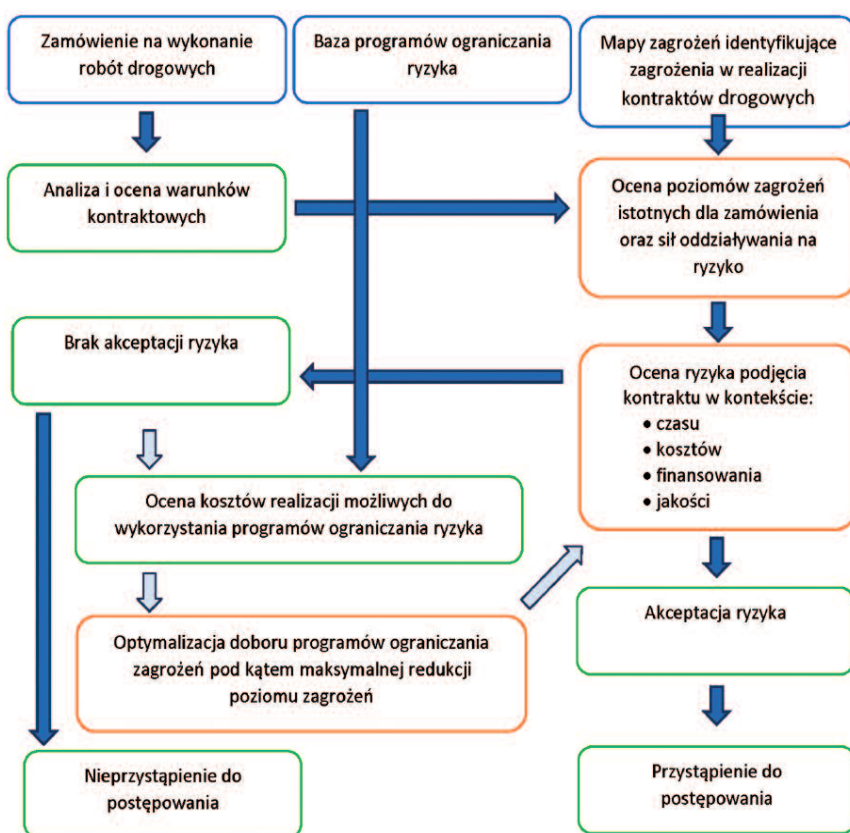 Zamówienie na wykonanie
robót drogowych
Baza programów ograniczania
ryzyka
Mapy zagrożeń identyfikujące
zagrożenia w realizacji
kontraktów drogowych
Analiza i ocena warunków
kontraktowych
Ocena poziomów zagrożeń
istotnych dla zamówienia
oraz sił oddziaływania na
ryzyko
Brak akceptacji ryzyka
Ocena ryzyka podjęcia
kontraktu w kontekście:
• czasu
• kosztów
• finansowania
• jakości
Ocena kosztów realizacji możliwych do
wykorzystania programów ograniczania ryzyka
Optymalizacja doboru programów ograniczania
zagrożeń pod kątem maksymalnej redukcji
poziomu zagrożeń
Akceptacja ryzyka
Nieprzystąpienie do
postępowania
Przystąpienie do
postępowania